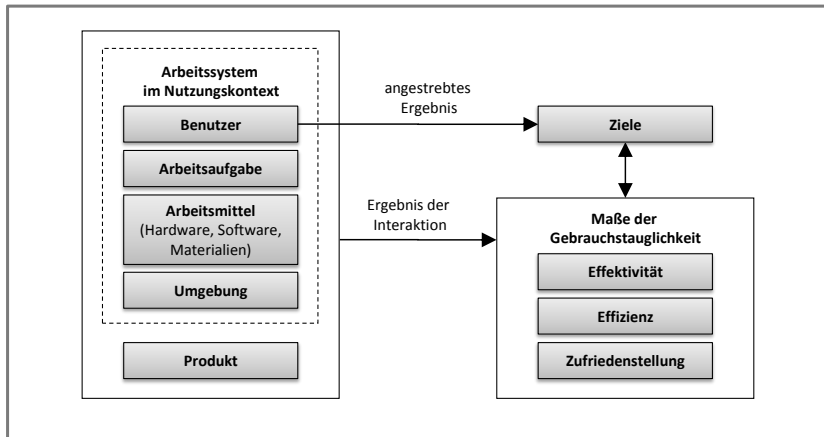 Arbeitssystem
im Nutzungskontext
Benutzer
Arbeitsaufgabe
Arbeitsmittel
(Hardware, Software,
Materialien)
Umgebung
Produkt
angestrebtes
Ergebnis
Ergebnis der
Interaktion
Ziele
Maße der
Gebrauchstauglichkeit
Effektivität
Effizienz
Zufriedenstellung